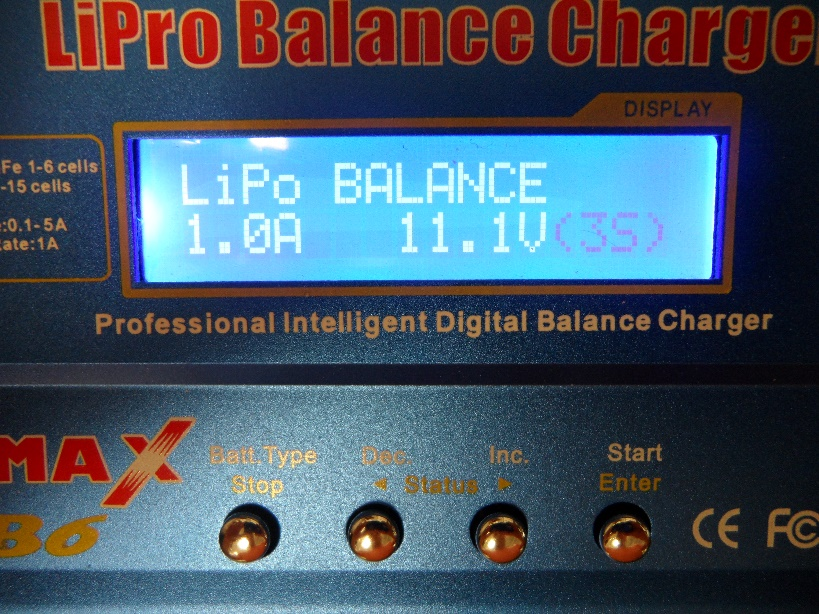 LiPro Balance Charge
DISPLAY
Fe 1-6 cells
-15 cells
:0.1-5A
ate:1A
LiPo BALANCE
1.0A 11.1V(3S)
Professional Intelligent Digital Balance Charger
MAX
B6
Batt.Type
Stop
Dec. Inc.
◄ Status ►
Start
Enter
CE FC